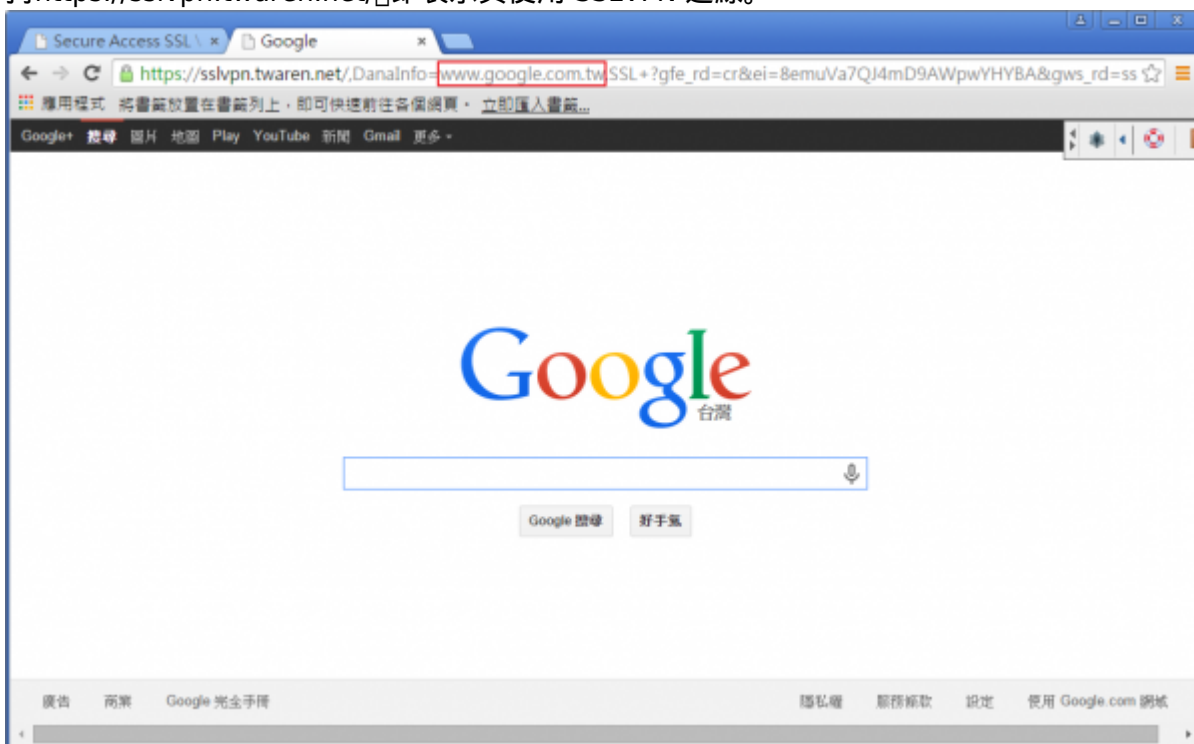 Secure Access SSL \ × Google ×
https://sslvpn.twaren.net/,DanaInfo=www.google.com.tw,SSL+?gfe_rd=cr&ei=8emuVa7QJ4mD9AWpwYHYBA&gws_rd=ss
應用程式 將書籤放置在書籤列上，即可快速前往各個網頁。 立即匯入書籤...
Google+ 搜尋 圖片 地圖 Play YouTube 新聞 Gmail 更多
Google
台灣
Google 搜尋 好手氣
廣告 商業 Google 完全手冊 隱私權 服務條款 設定 使用 Google.com 網域